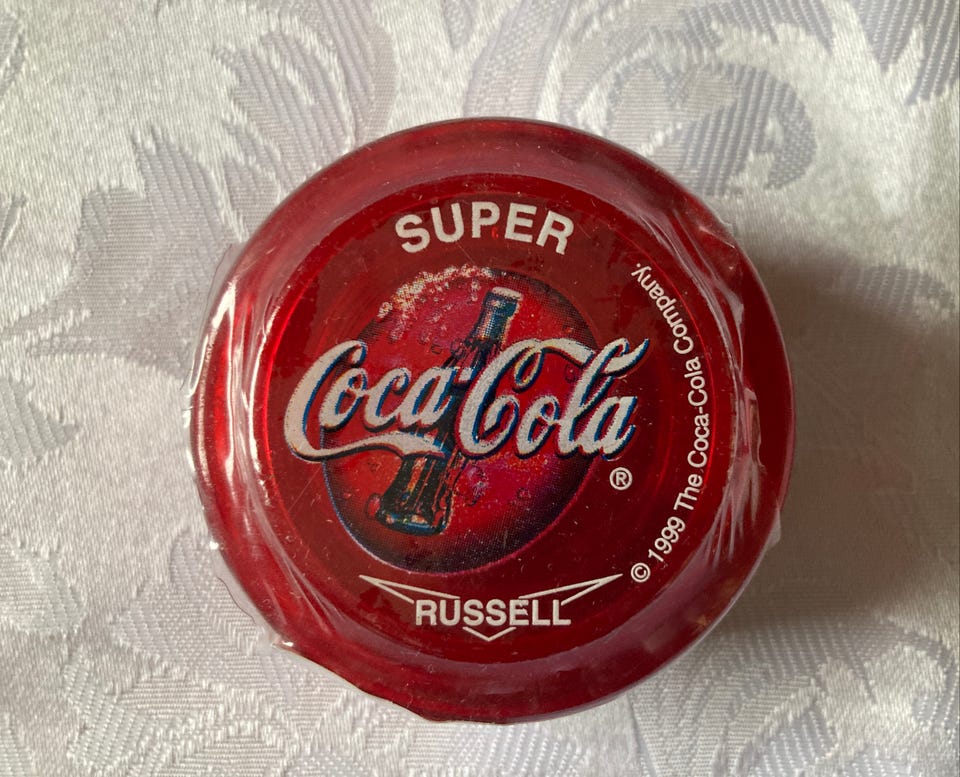 SUPER
Coca-Cola
®
© 1999 The Coca-Cola Company.
RUSSELL